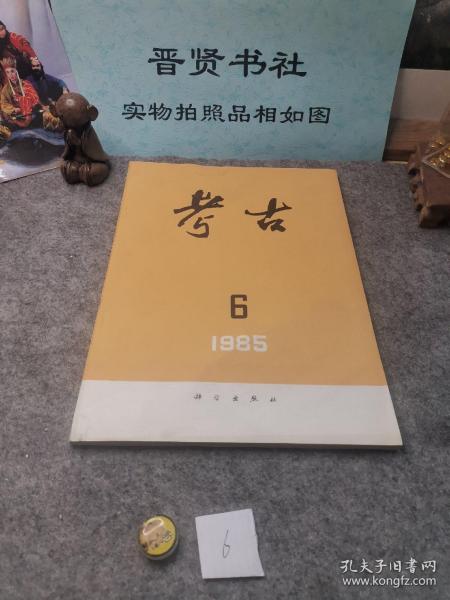 晋贤书社
实物拍照品相如图
考古
6
1985
科学出版社
6
孔夫子旧书网
www.kongfz.com